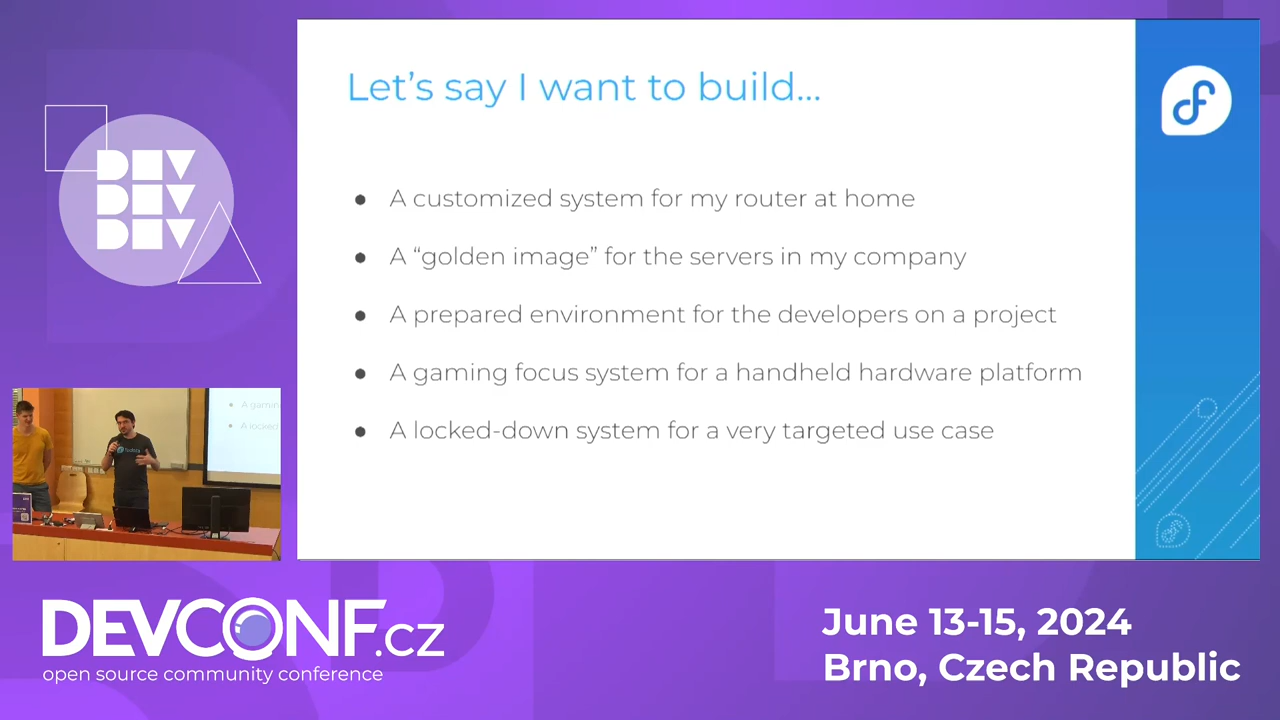 Let’s say I want to build...
● A customized system for my router at home
● A “golden image” for the servers in my company
● A prepared environment for the developers on a project
● A gaming focus system for a handheld hardware platform
● A locked-down system for a very targeted use case
DEV
DEV
DEV
● A gamin
● A locked
fedora
DEVCONF.cz
open source community conference
June 13-15, 2024
Brno, Czech Republic